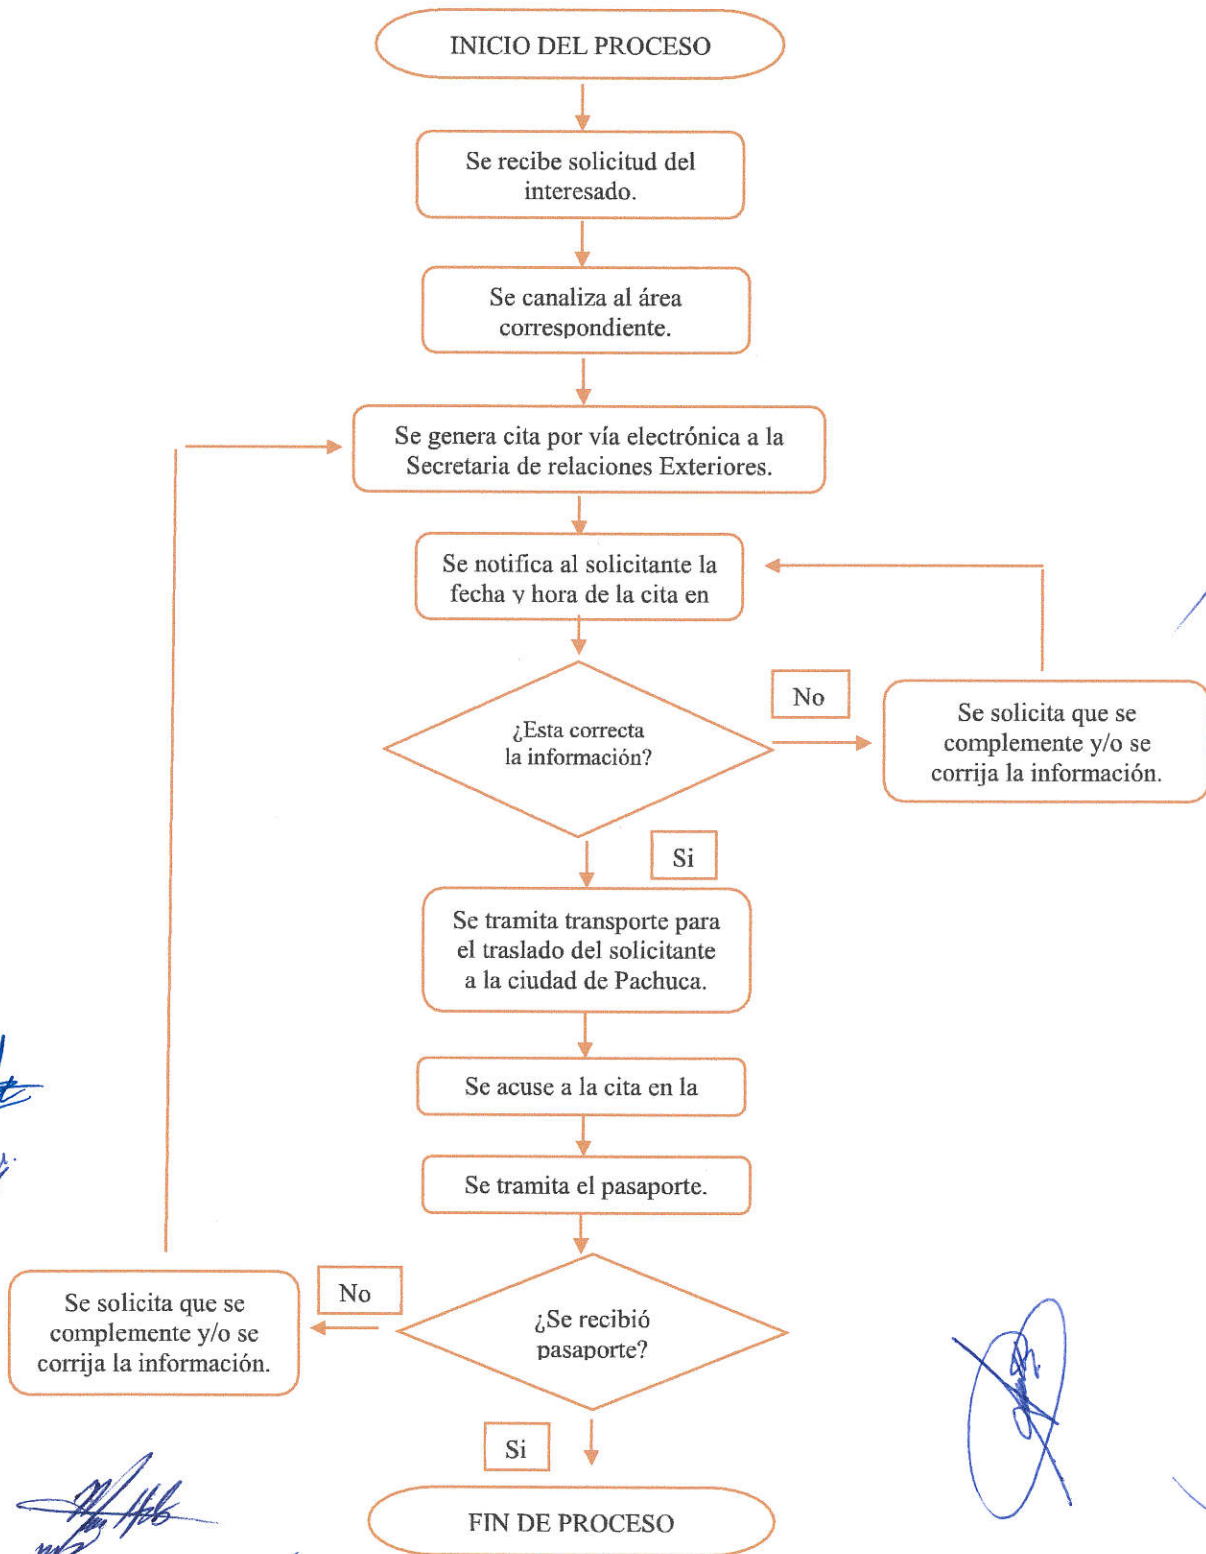 INICIO DEL PROCESO
Se recibe solicitud del
interesado.
Se canaliza al área
correspondiente.
Se genera cita por vía electrónica a la
Secretaria de relaciones Exteriores.
Se notifica al solicitante la
fecha y hora de la cita en
¿Esta correcta
la información?
No
Se solicita que se
complemente y/o se
corrija la información.
Si
Se tramita transporte para
el traslado del solicitante
a la ciudad de Pachuca.
Se acuse a la cita en la
Se tramita el pasaporte.
¿Se recibió
pasaporte?
No
Se solicita que se
complemente y/o se
corrija la información.
Si
FIN DE PROCESO